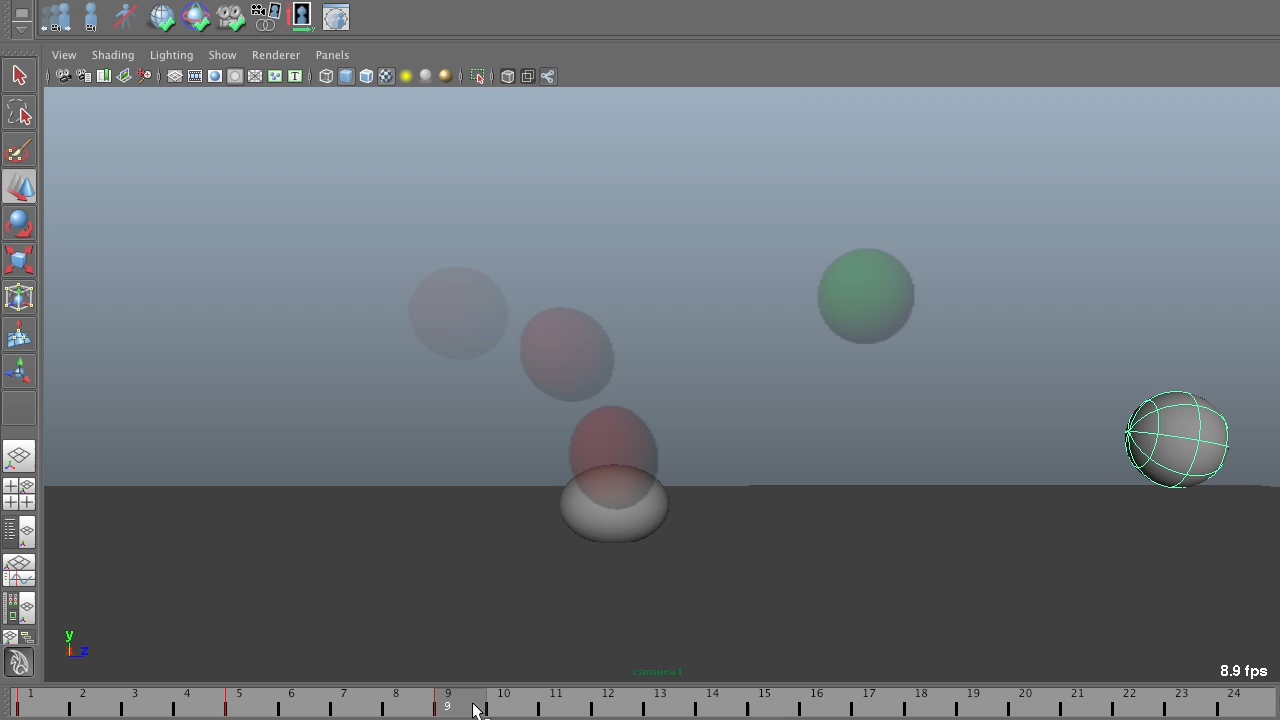 View Shading Lighting Show Renderer Panels
T
y
x z
camera1
8.9 fps
1 2 3 4 5 6 7 8 9 10 11 12 13 14 15 16 17 18 19 20 21 22 23 24
9